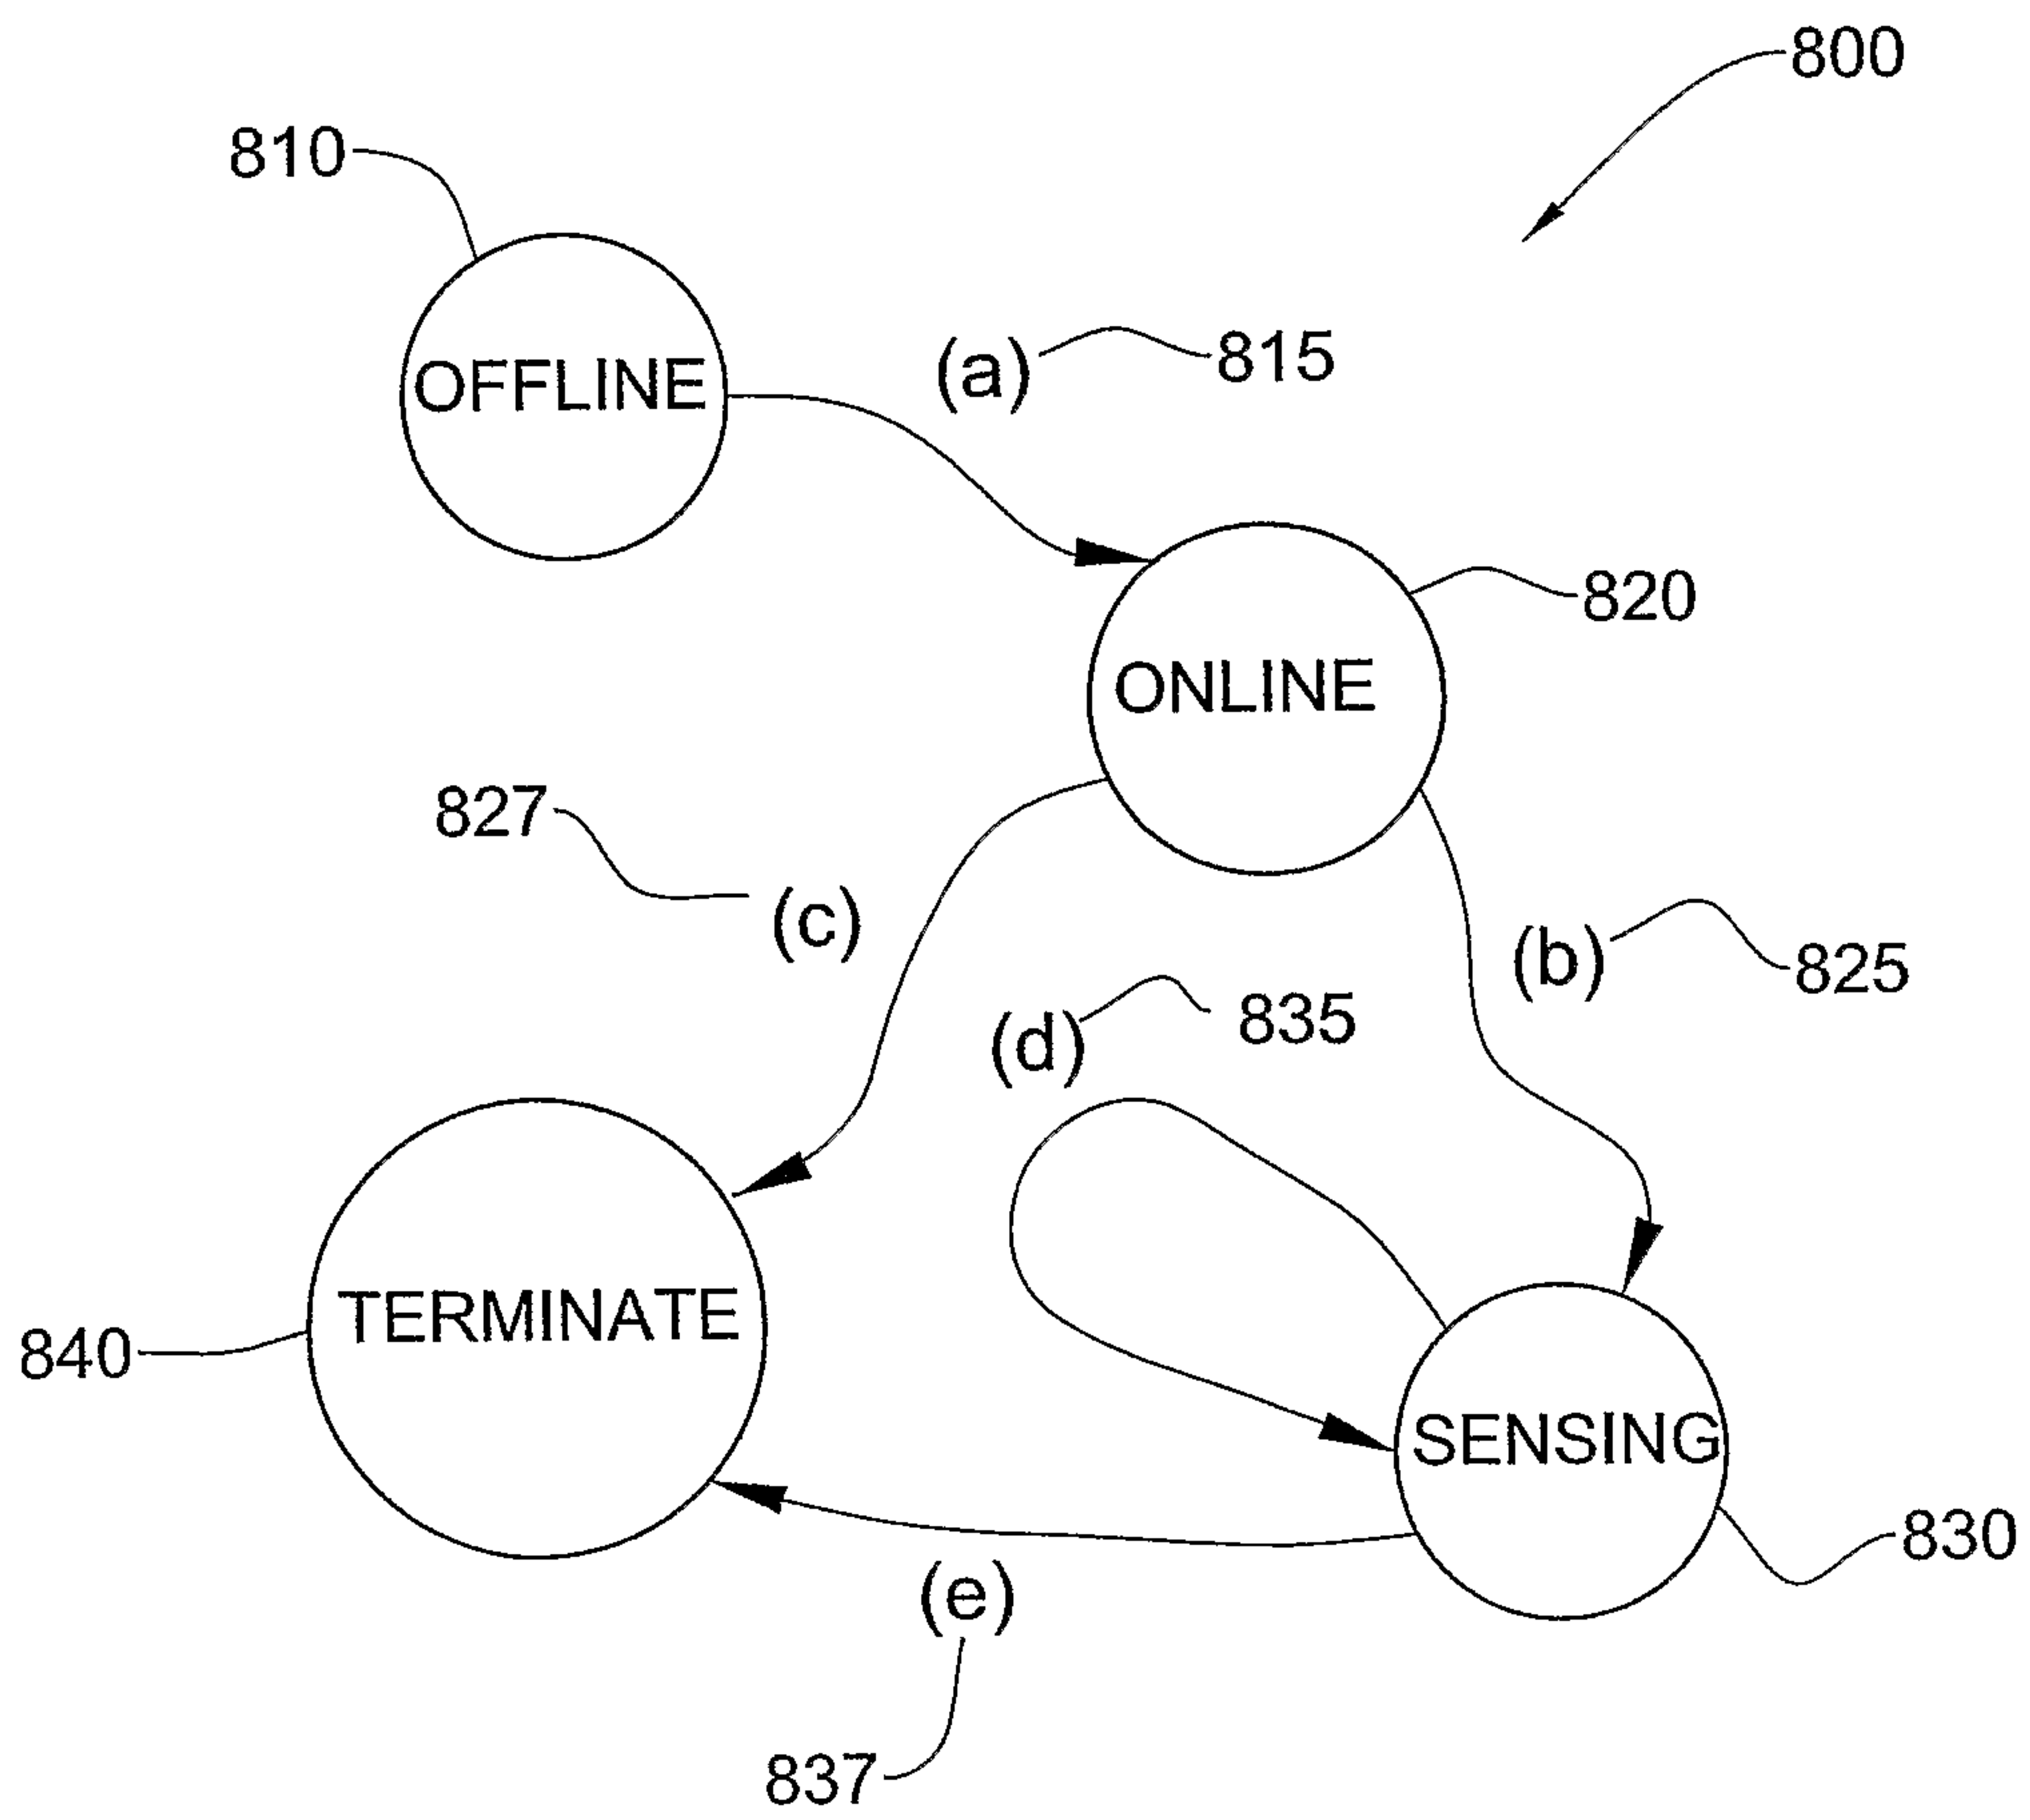 800
810
(a) 815
OFFLINE
820
ONLINE
827
(c)
(b) 825
(d) 835
TERMINATE
840
SENSING
830
(e)
837